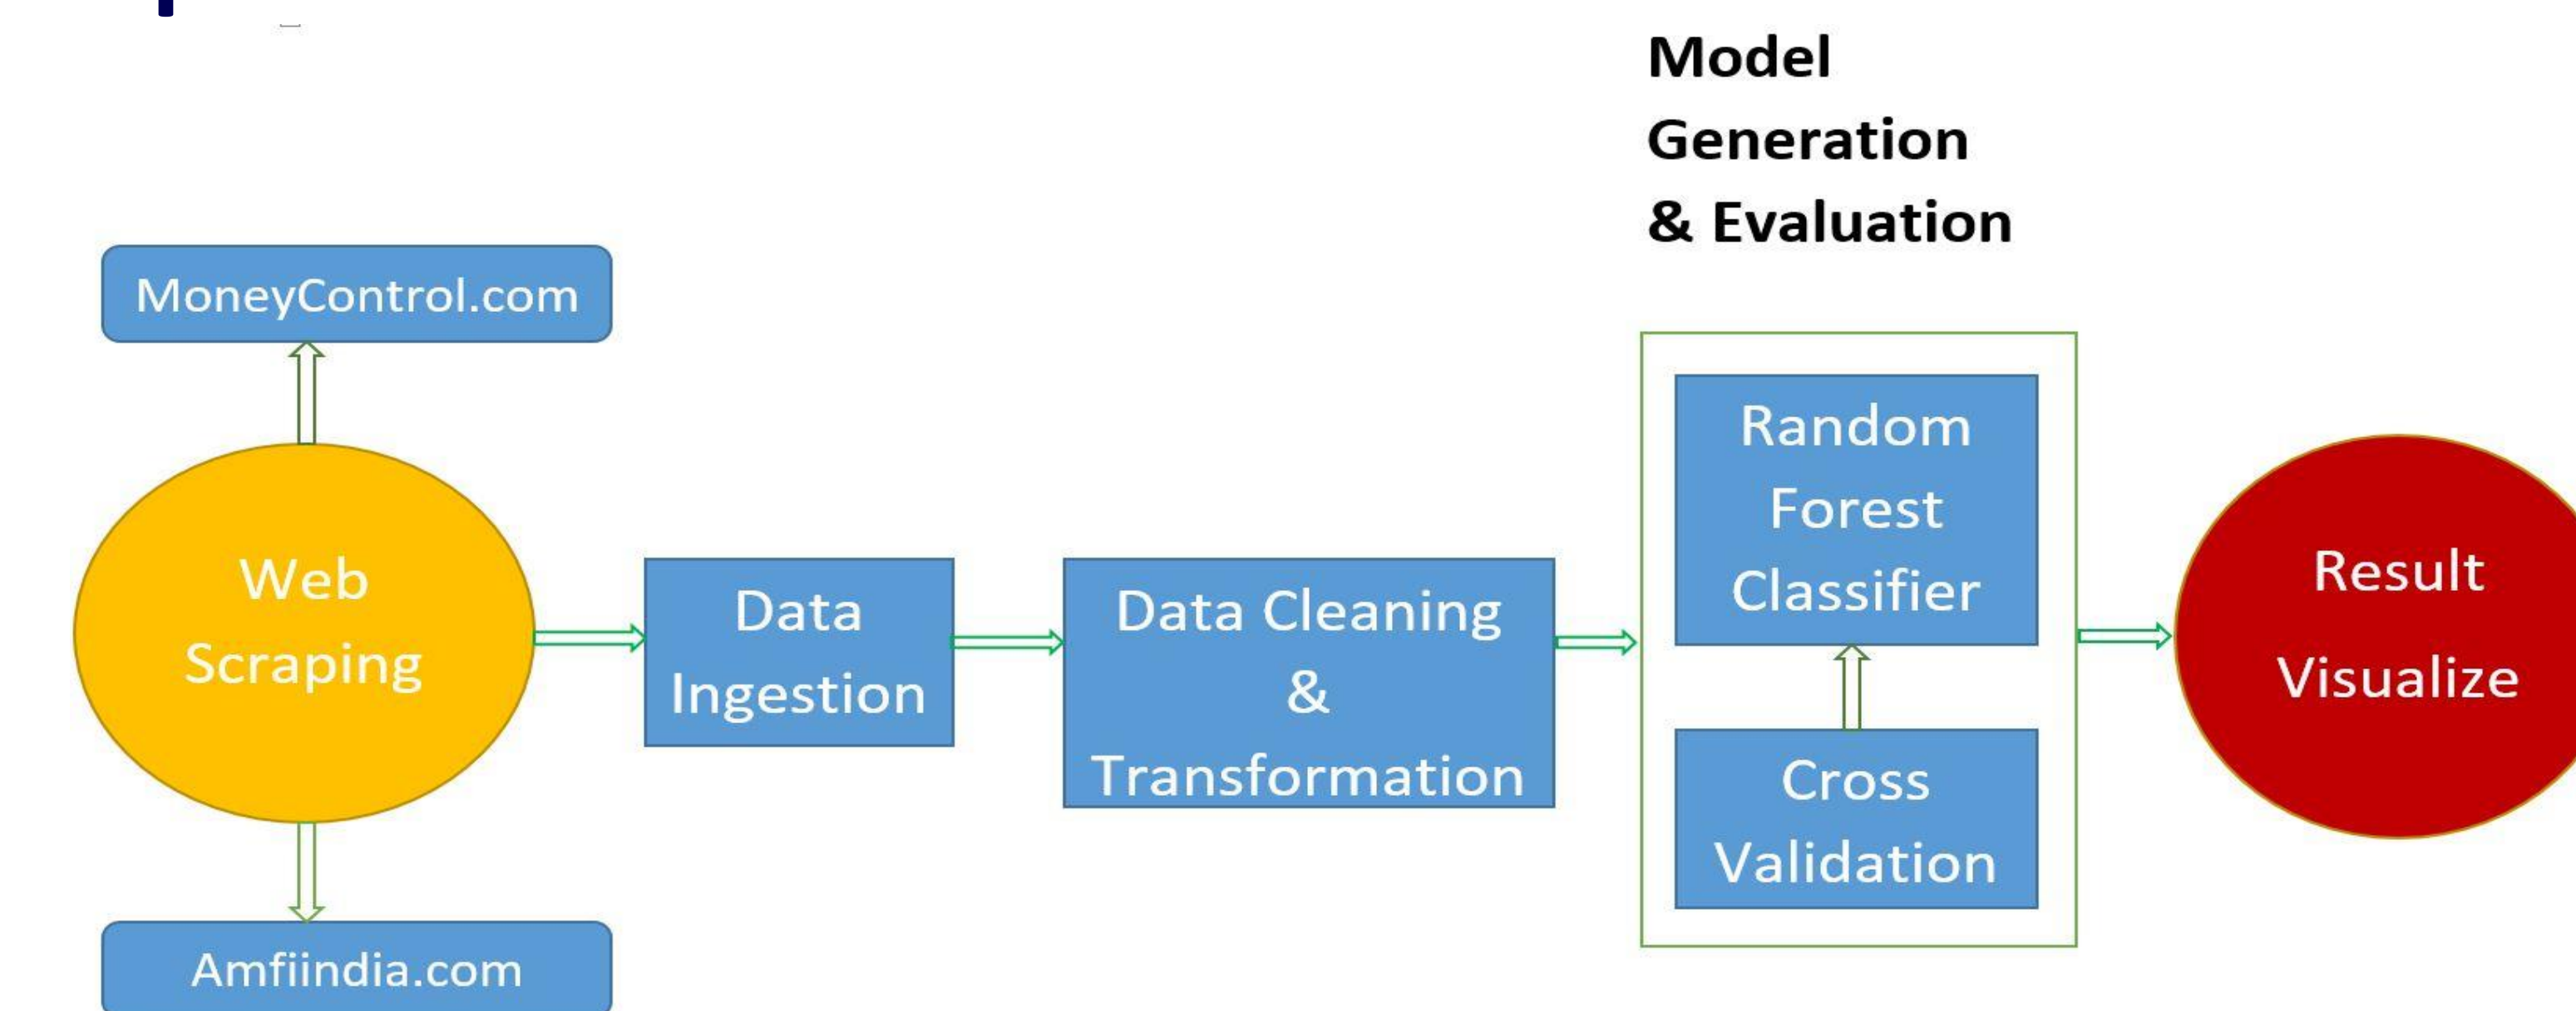 Model
Generation
& Evaluation
MoneyControl.com
Web
Scraping
Amfiindia.com
Data
Ingestion
Data Cleaning
&
Transformation
Random
Forest
Classifier
Cross
Validation
Result
Visualize